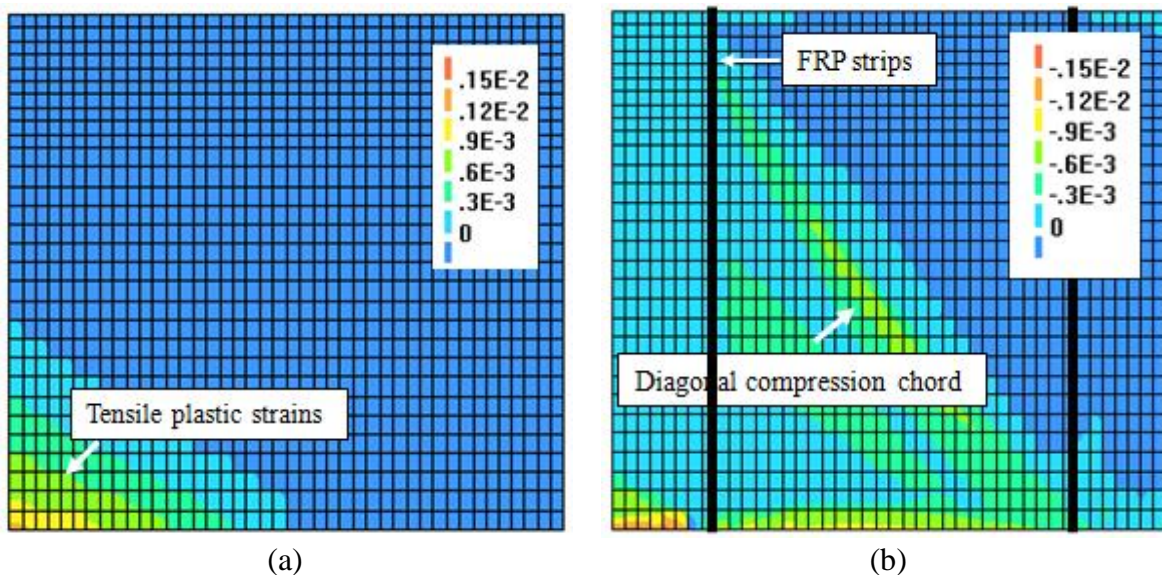 .15E-2
.12E-2
.9E-3
.6E-3
.3E-3
0
Tensile plastic strains
(a)
FRP strips
-.15E-2
-.12E-2
-.9E-3
-.6E-3
-.3E-3
0
Diagonal compression chord
(b)